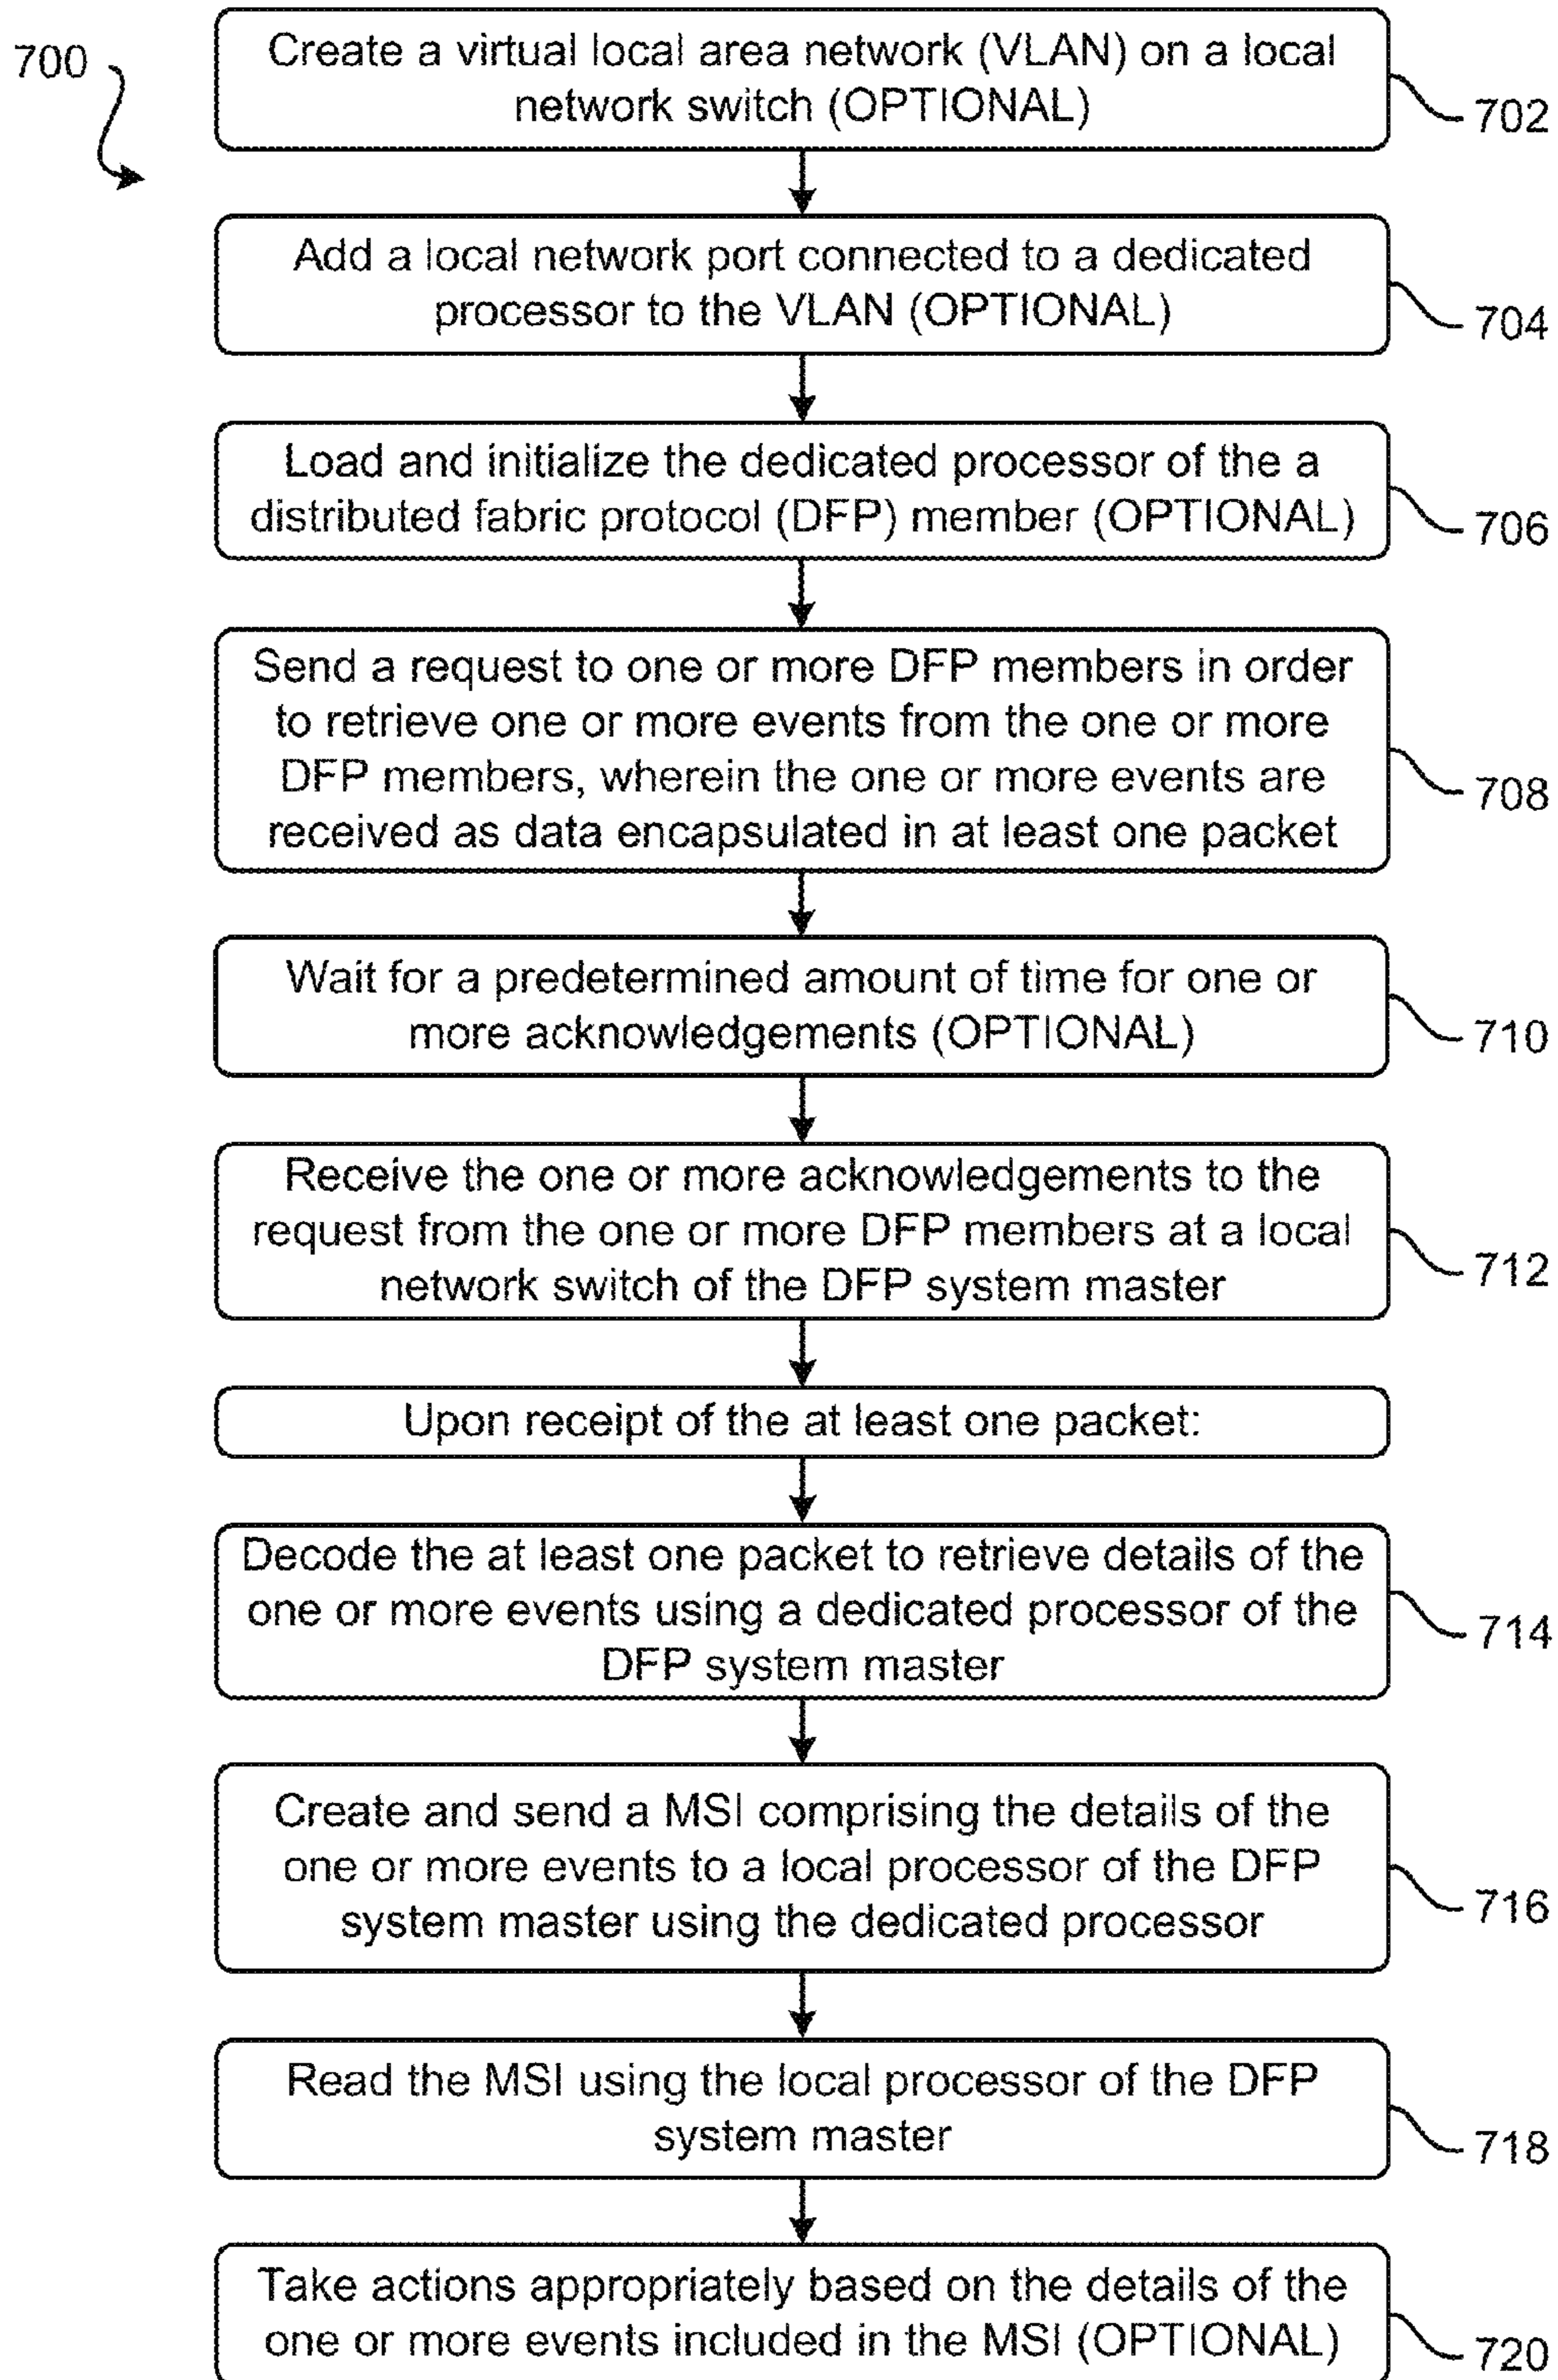 700
Create a virtual local area network (VLAN) on a local
network switch (OPTIONAL)
702
Add a local network port connected to a dedicated
processor to the VLAN (OPTIONAL)
704
Load and initialize the dedicated processor of the a
distributed fabric protocol (DFP) member (OPTIONAL)
706
Send a request to one or more DFP members in order
to retrieve one or more events from the one or more
DFP members, wherein the one or more events are
received as data encapsulated in at least one packet
708
Wait for a predetermined amount of time for one or
more acknowledgements (OPTIONAL)
710
Receive the one or more acknowledgements to the
request from the one or more DFP members at a local
network switch of the DFP system master
712
Upon receipt of the at least one packet:
Decode the at least one packet to retrieve details of the
one or more events using a dedicated processor of the
DFP system master
714
Create and send a MSI comprising the details of the
one or more events to a local processor of the DFP
system master using the dedicated processor
716
Read the MSI using the local processor of the DFP
system master
718
Take actions appropriately based on the details of the
one or more events included in the MSI (OPTIONAL)
720